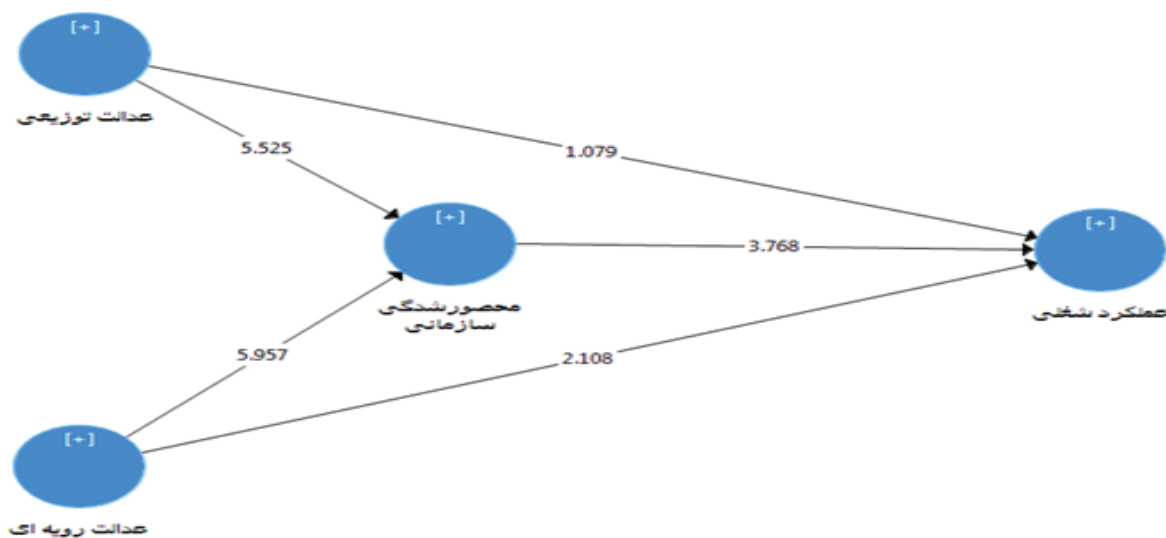 [+]
عدالت توزیعی
5.525
1.079
[+]
محصورشدگی
سازمانی
3.768
[+]
عملکرد شغلی
5.957
2.108
[+]
عدالت رویه ای